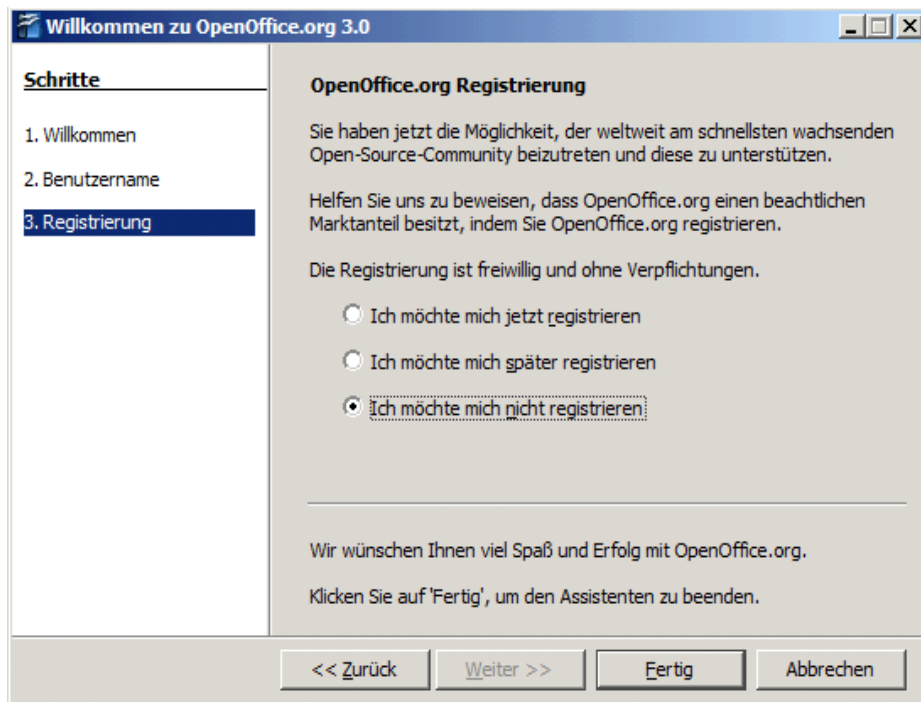 Willkommen zu OpenOffice.org 3.0
Schritte
1. Willkommen
2. Benutzername
3. Registrierung
OpenOffice.org Registrierung
Sie haben jetzt die Möglichkeit, der weltweit am schnellsten wachsenden
Open-Source-Community beizutreten und diese zu unterstützen.
Helfen Sie uns zu beweisen, dass OpenOffice.org einen beachtlichen
Marktanteil besitzt, indem Sie OpenOffice.org registrieren.
Die Registrierung ist freiwillig und ohne Verpflichtungen.
Ich möchte mich jetzt registrieren
Ich möchte mich später registrieren
Ich möchte mich nicht registrieren
Wir wünschen Ihnen viel Spaß und Erfolg mit OpenOffice.org.
Klicken Sie auf 'Fertig', um den Assistenten zu beenden.
<< Zurück Weiter >> Fertig Abbrechen